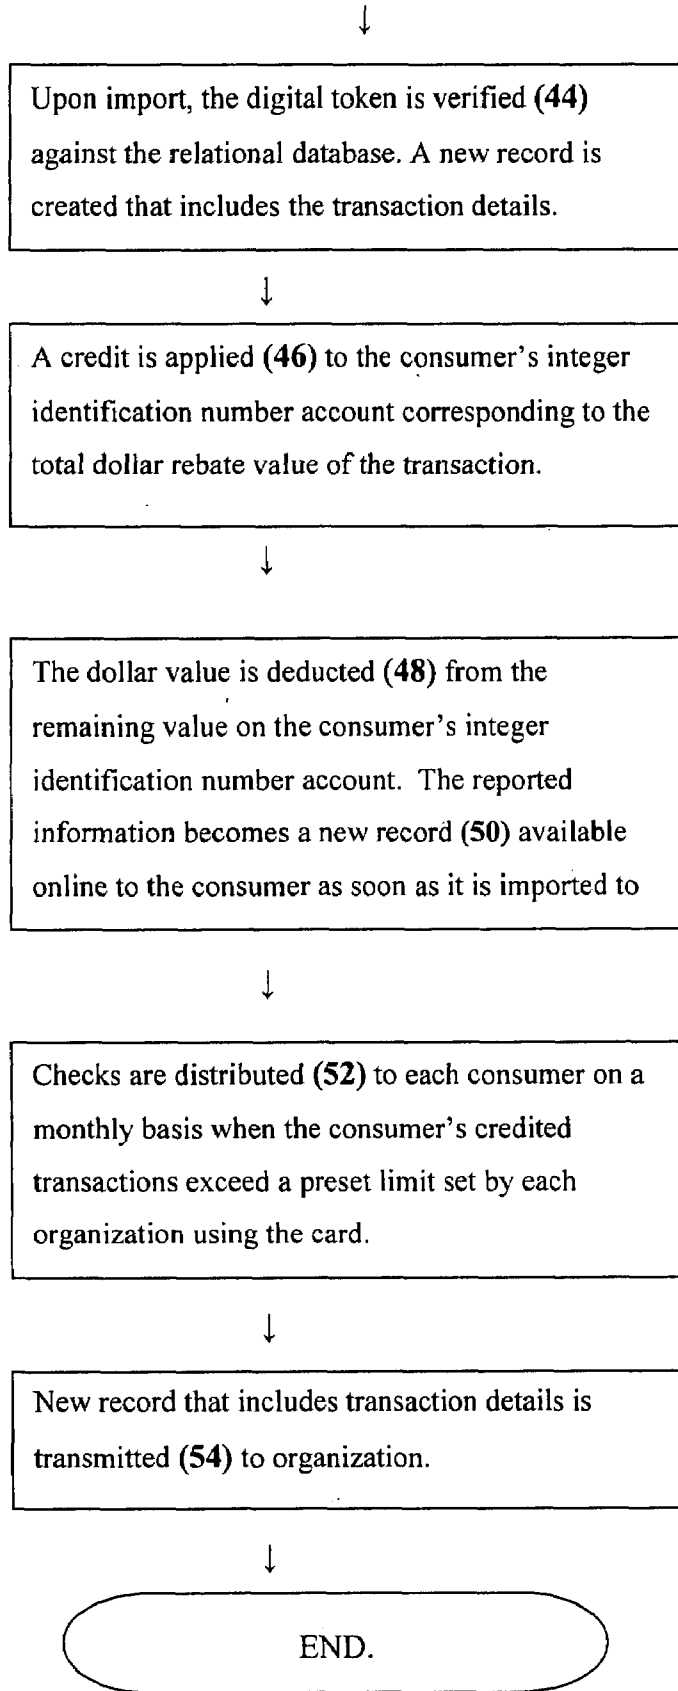 ↓
Upon import, the digital token is verified (44)
against the relational database. A new record is
created that includes the transaction details.
↓
A credit is applied (46) to the consumer's integer
identification number account corresponding to the
total dollar rebate value of the transaction.
↓
The dollar value is deducted (48) from the
remaining value on the consumer's integer
identification number account. The reported
information becomes a new record (50) available
online to the consumer as soon as it is imported to
↓
Checks are distributed (52) to each consumer on a
monthly basis when the consumer's credited
transactions exceed a preset limit set by each
organization using the card.
↓
New record that includes transaction details is
transmitted (54) to organization.
↓
END.